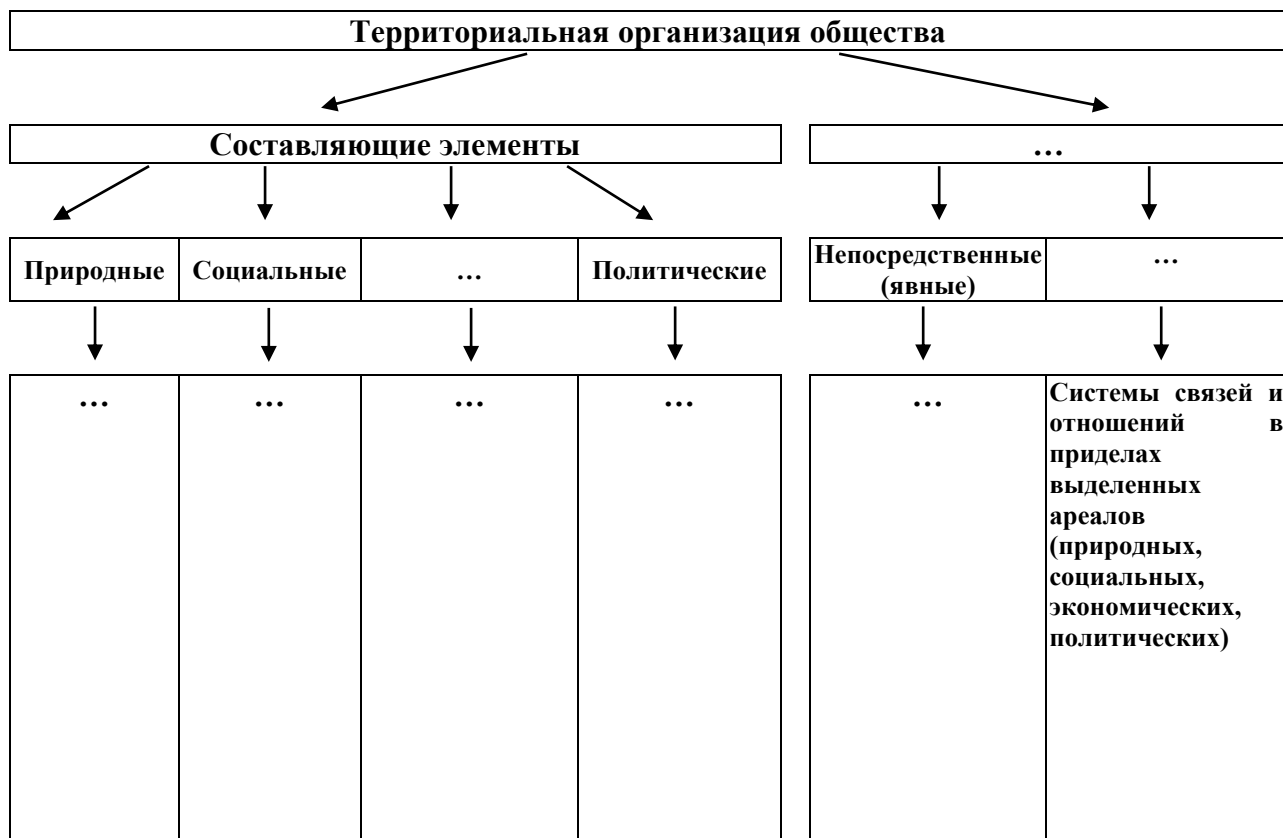 Территориальная организация общества
Составляющие элементы
…
Природные
Социальные
…
Политические
Непосредственные
(явные)
…
…
…
…
…
…
Системы связей и
отношений в
приделах
выделенных
ареалов
(природных,
социальных,
экономических,
политических)